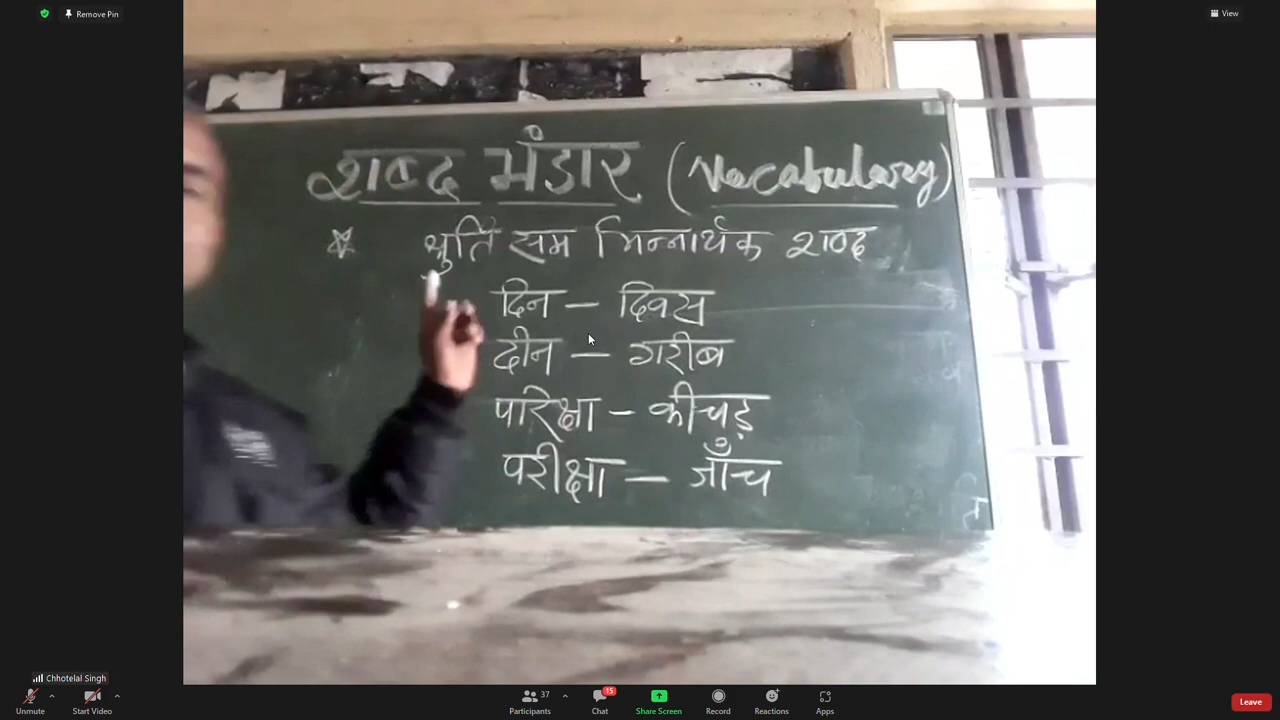 Remove Pin
View
शब्द भंडार (Vocabulary)
श्रुति सम भिन्नार्थक शब्द
दिन – दिवस
दीन – गरीब
परिक्षा – कीचड़
परीक्षा – जाँच
Chhotelal Singh
Unmute
Start Video
37
Participants
15
Chat
Share Screen
Record
Reactions
Apps
Leave